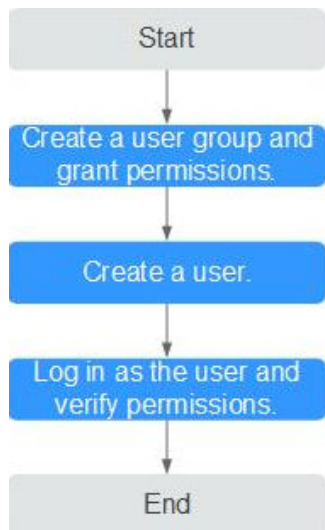 Start
Create a user group and
grant permissions.
Create a user.
Log in as the user and
verify permissions.
End